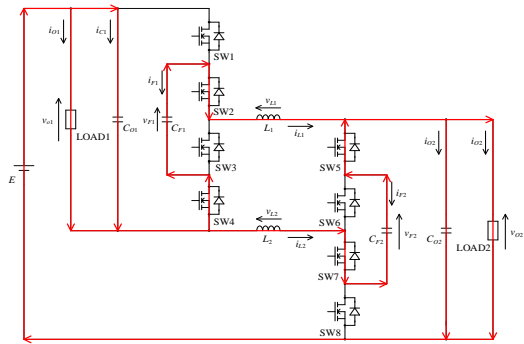 i_{O1}
i_{C1}
SW1
i_{F1}
v_{L1}
SW2
v_{o1}
LOAD1
C_{O1}
v_{F1}
C_{F1}
L_1
i_{L1}
i_{O2}
i_{O2}
SW3
SW5
E
SW4
i_{F2}
v_{L2}
SW6
L_2
i_{L2}
C_{F2}
v_{F2}
C_{O2}
LOAD2
v_{O2}
SW7
SW8